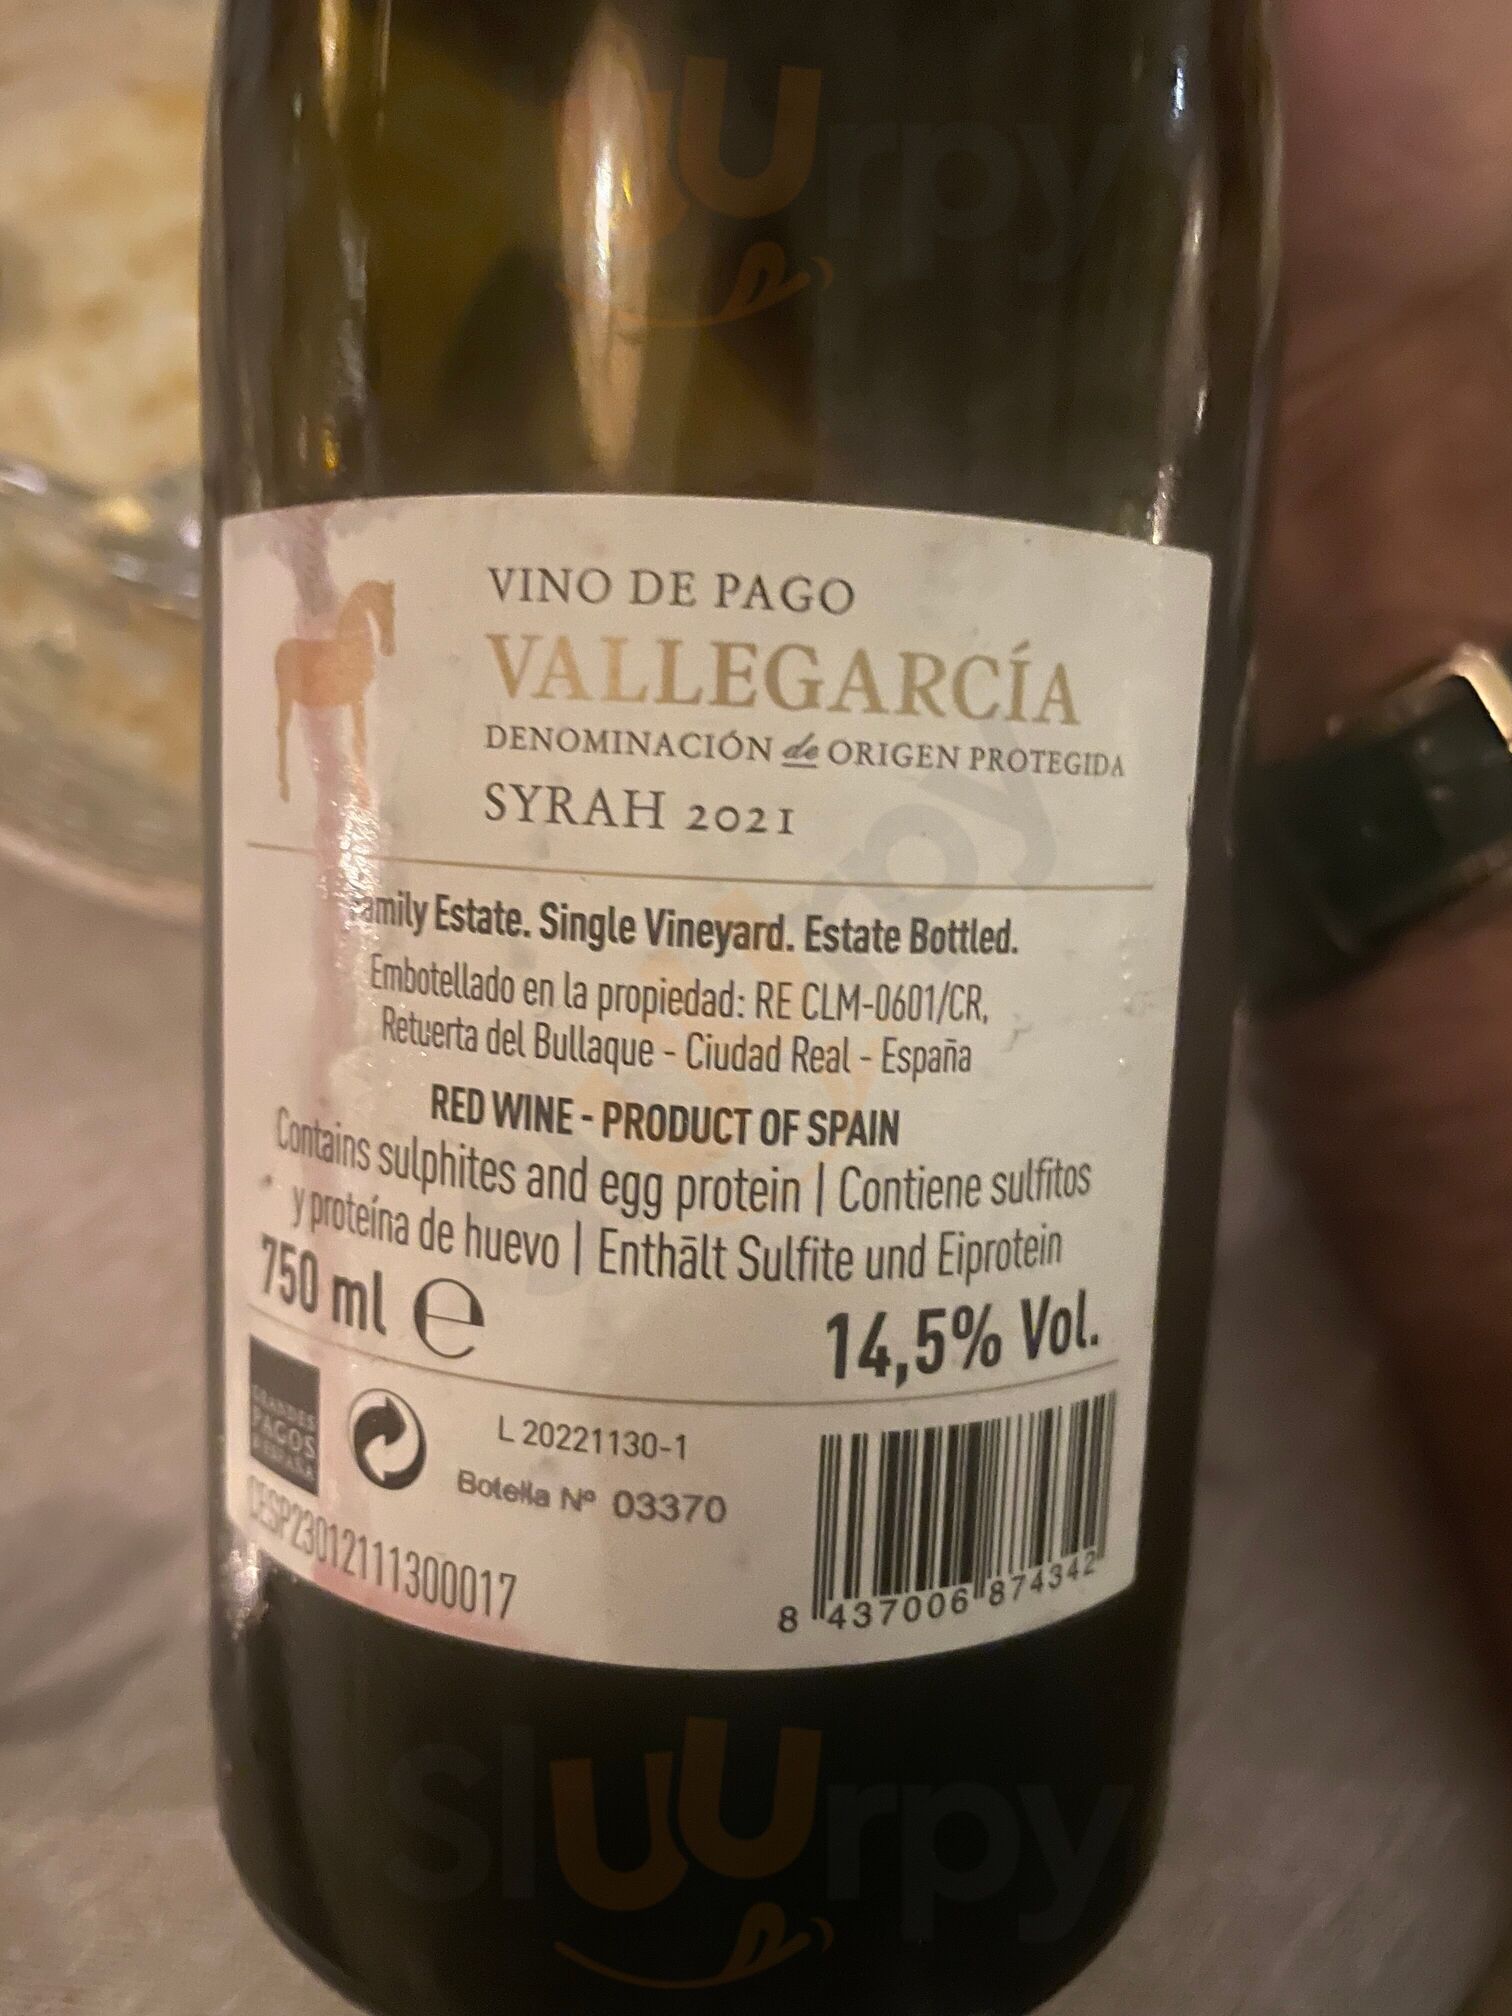 sluurpy
VINO DE PAGO
VALLEGARCÍA
DENOMINACIÓN de ORIGEN PROTEGIDA
SYRAH 2021
Family Estate. Single Vineyard. Estate Bottled.
Embotellado en la propiedad: RE CLM-0601/CR,
Retuerta del Bullaque - Ciudad Real - España
RED WINE - PRODUCT OF SPAIN
Contains sulphites and egg protein | Contiene sulfitos
y proteína de huevo | Enthält Sulfite und Eiprotein
750 ml e
14,5% Vol.
GRANDES
PAGOS
D ESPAÑA
L 20221130-1
Botella Nº 03370
CESP23012111300017
8 437006 874342
sluurpy